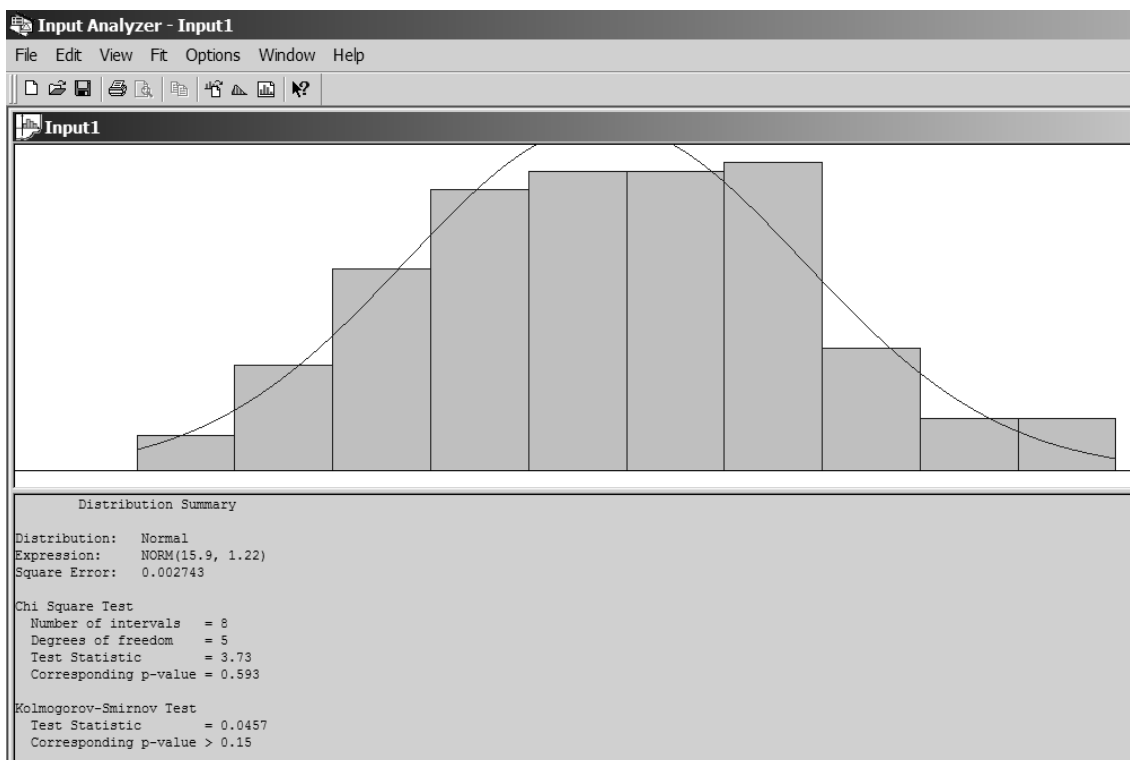 Input Analyzer - Input1
File Edit View Fit Options Window Help
Input1
Distribution Summary
Distribution: Normal
Expression: NORM(15.9, 1.22)
Square Error: 0.002743
Chi Square Test
Number of intervals = 8
Degrees of freedom = 5
Test Statistic = 3.73
Corresponding p-value = 0.593
Kolmogorov-Smirnov Test
Test Statistic = 0.0457
Corresponding p-value > 0.15